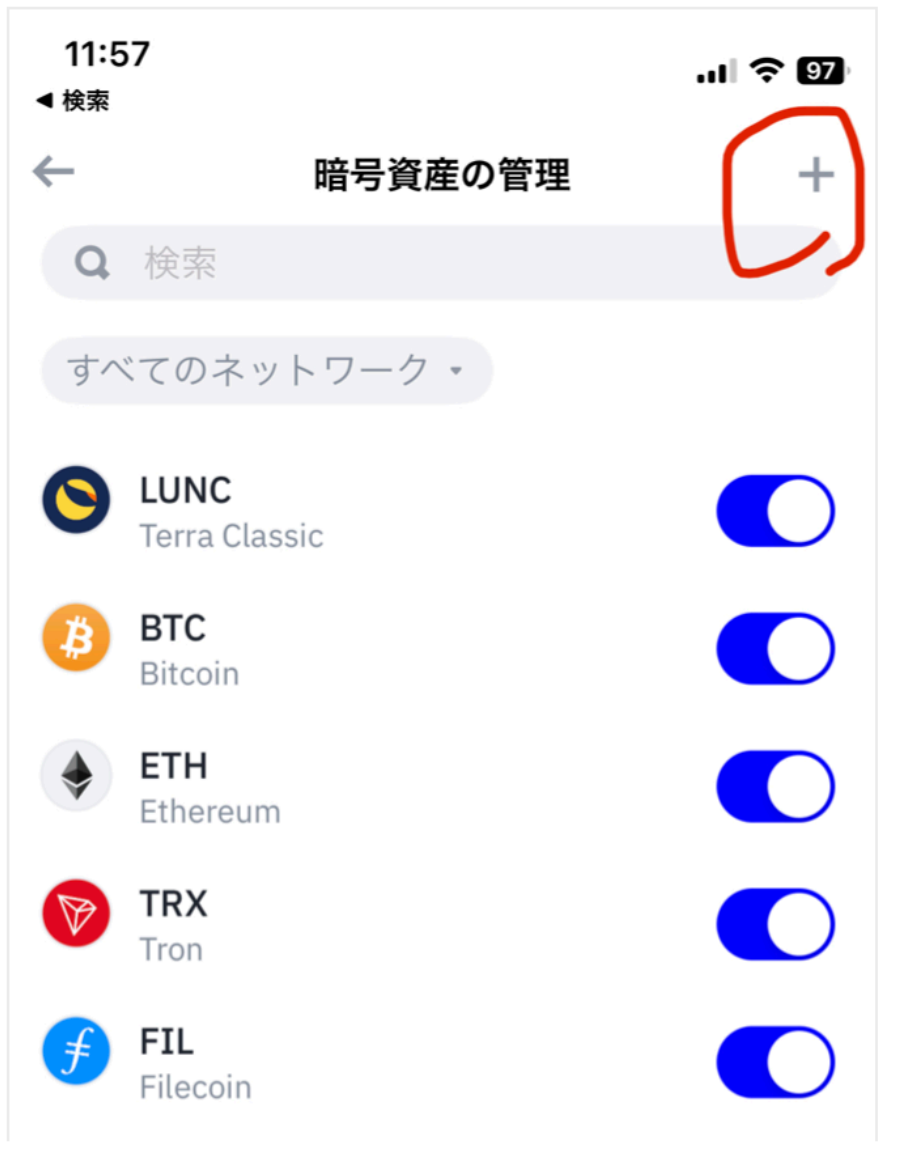 11:57
97
◀ 検索
暗号資産の管理
検索
すべてのネットワーク
LUNC
Terra Classic
BTC
Bitcoin
ETH
Ethereum
TRX
Tron
FIL
Filecoin